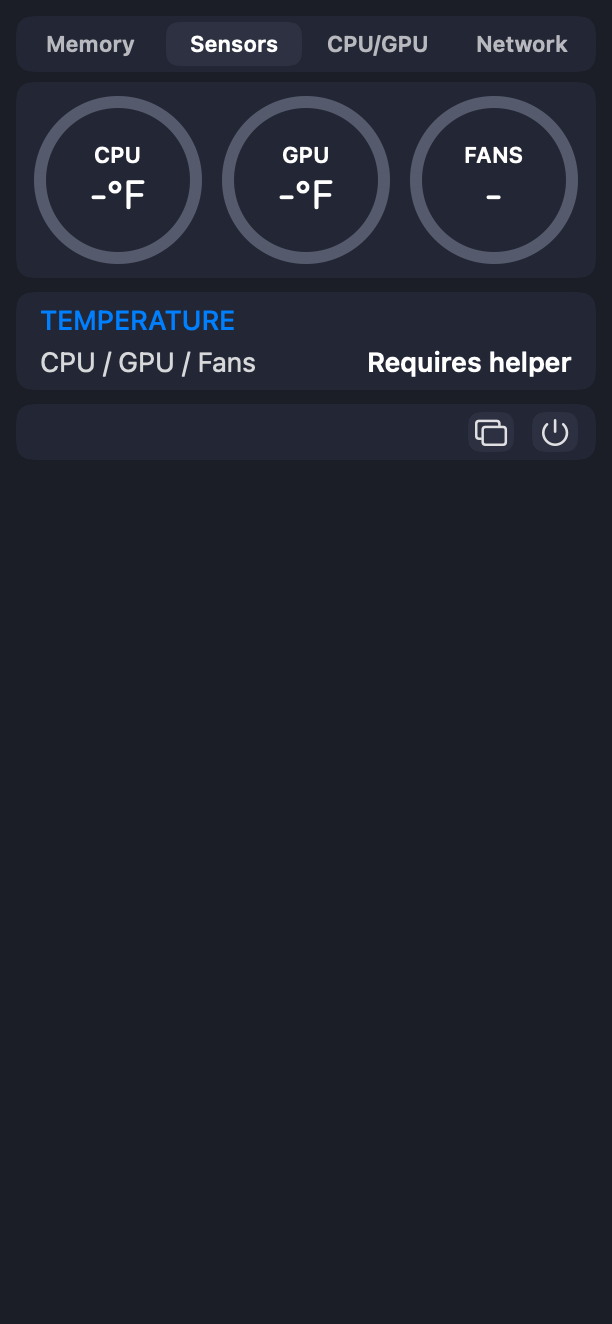 Memory Sensors CPU/GPU Network
CPU GPU FANS
-°F -°F -
TEMPERATURE
CPU / GPU / Fans Requires helper